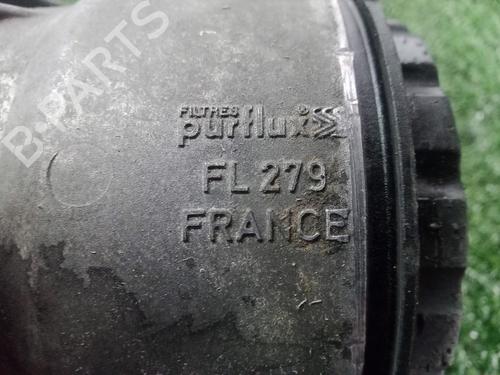 B-PARTS
FILTRES
purflux®
FL 279
FRANCE